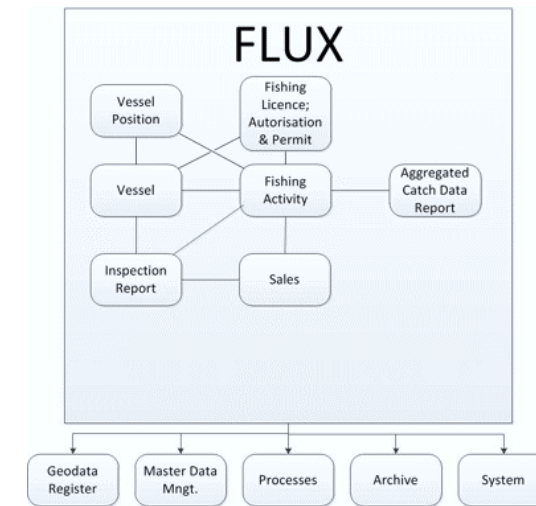 FLUX
Vessel
Position
Fishing
Licence;
Autorisation
& Permit
Vessel
Fishing
Activity
Aggregated
Catch Data
Report
Inspection
Report
Sales
Geodata
Register
Master Data
Mngt.
Processes
Archive
System